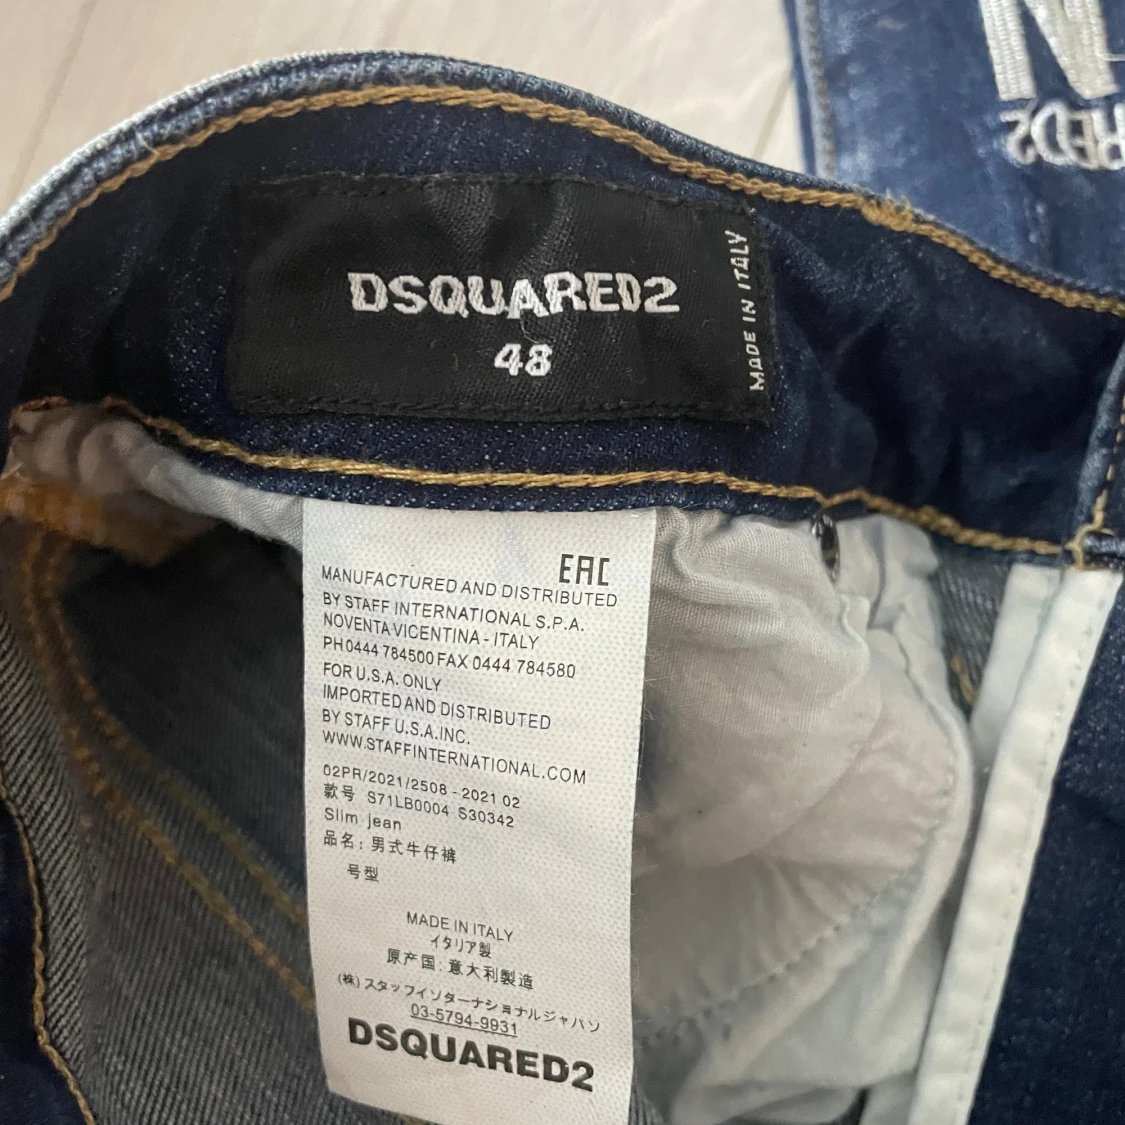 DSQUARED2
48
MADE IN ITALY
N
RED2
EAC
MANUFACTURED AND DISTRIBUTED
BY STAFF INTERNATIONAL S.P.A.
NOVENTA VICENTINA - ITALY
PH 0444 784500 FAX 0444 784580
FOR U.S.A. ONLY
IMPORTED AND DISTRIBUTED
BY STAFF U.S.A.INC.
WWW.STAFFINTERNATIONAL.COM
02PR/2021/2508 - 2021 02
款号 S71LB0004 S30342
Slim jean
品名: 男式牛仔裤
号型
MADE IN ITALY
イタリア製
原产国: 意大利製造
(株) スタッフインターナショナルジャパン
03-5794-9931
DSQUARED2